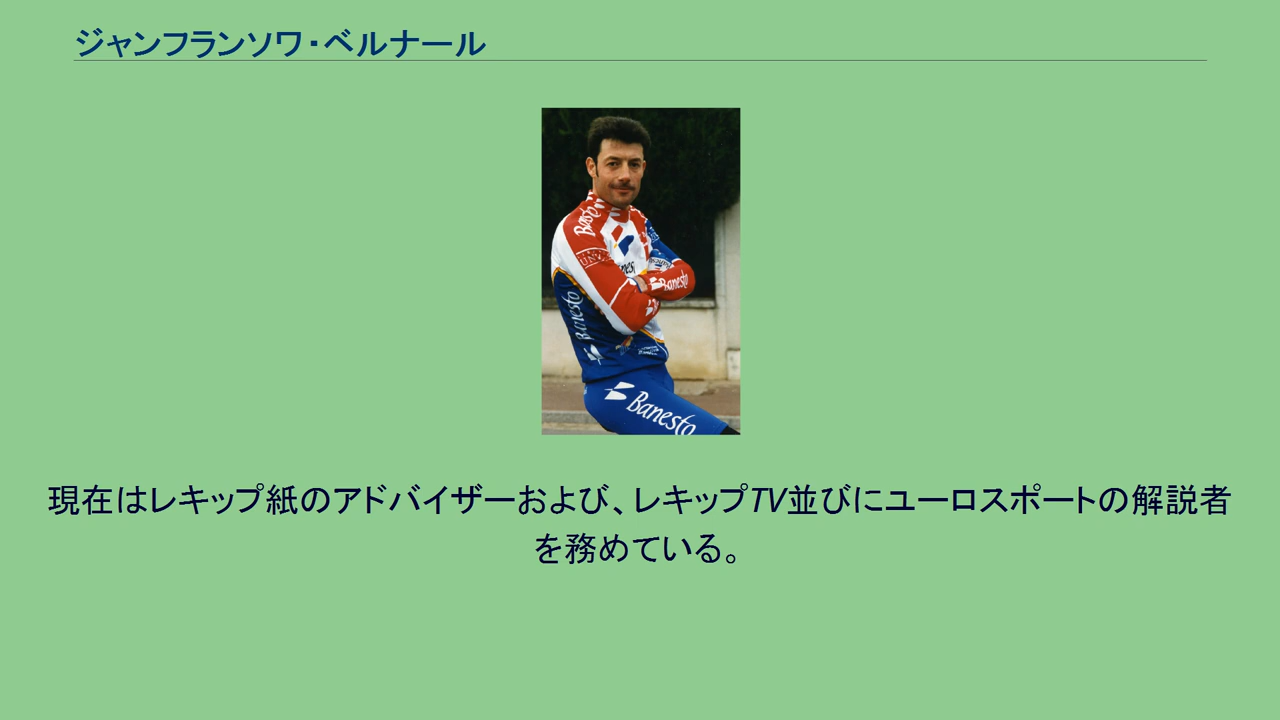 ジャンフランソワ・ベルナール
Banesto
Banesto
Banesto
Banesto
現在はレキップ紙のアドバイザーおよび、レキップTV並びにユーロスポートの解説者
を務めている。